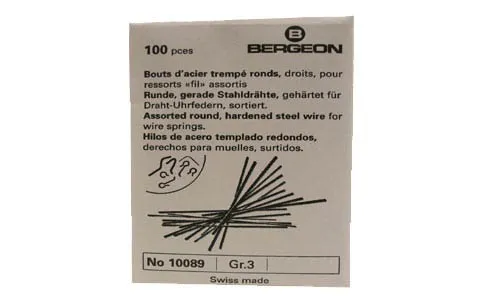 100 pces
B
BERGEON
Bouts d'acier trempé ronds, droits, pour
ressorts «fil» assortis
Runde, gerade Stahldrähte, gehärtet für
Draht-Uhrfedern, sortiert.
Assorted round, hardened steel wire for
wire springs.
Hilos de acero templado redondos,
derechos para muelles, surtidos.
No 10089 Gr.3
Swiss made